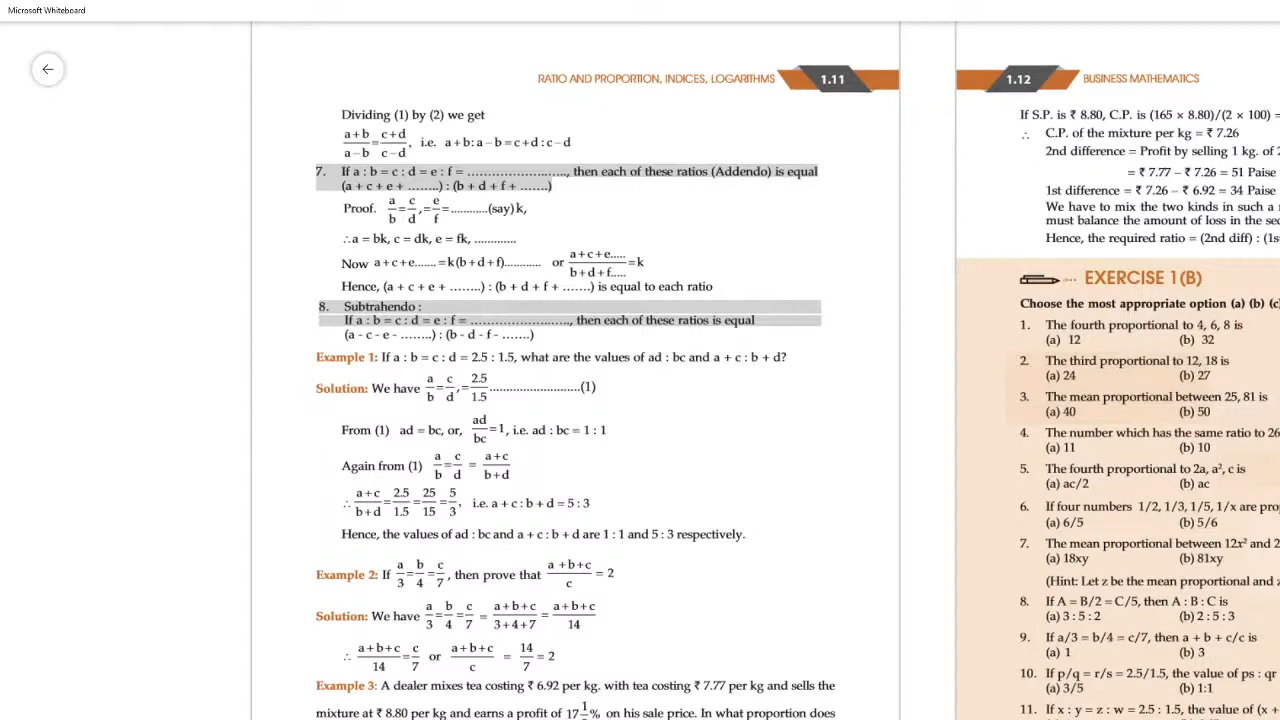 Microsoft Whiteboard
RATIO AND PROPORTION, INDICES, LOGARITHMS 1.11
Dividing (1) by (2) we get
(a+b)/(a–b) = (c+d)/(c–d), i.e. a+b:a–b=c+d:c–d
7. If a : b = c : d = e : f = ............................., then each of these ratios (Addendo) is equal
(a + c + e + ........) : (b + d + f + .......)
Proof. a/b = c/d ,= e/f =............(say) k,
∴a = bk, c = dk, e = fk, .............
Now a+c+e.......=k(b+d+f)............ or (a+c+e.....)/(b+d+f.....) =k
Hence, (a + c + e + ........) : (b + d + f + .......) is equal to each ratio
8. Subtrahendo :
If a : b = c : d = e : f = ............................., then each of these ratios is equal
(a - c - e - ........) : (b - d - f- .......)
Example 1: If a : b = c : d = 2.5 : 1.5, what are the values of ad : bc and a + c : b + d?
Solution: We have a/b = c/d ,= 2.5/1.5 ............................(1)
From (1) ad = bc, or, ad/bc =1, i.e. ad : bc = 1 : 1
Again from (1) a/b = c/d = (a+c)/(b+d)
∴ (a+c)/(b+d) = 2.5/1.5 = 25/15 = 5/3, i.e. a + c : b + d = 5 : 3
Hence, the values of ad : bc and a + c : b + d are 1 : 1 and 5 : 3 respectively.
Example 2: If a/3 = b/4 = c/7, then prove that (a +b+c)/c = 2
Solution: We have a/3 = b/4 = c/7 = (a+b+c)/(3+4+7) = (a+b+c)/14
∴ (a+b+c)/14 = c/7 or (a+b+c)/c = 14/7 = 2
Example 3: A dealer mixes tea costing ₹ 6.92 per kg. with tea costing ₹ 7.77 per kg and sells the
mixture at ₹ 8.80 per kg and earns a profit of 17 1/2% on his sale price. In what proportion does
1.12 BUSINESS MATHEMATICS
If S.P. is ₹ 8.80, C.P. is (165 × 8.80)/(2 × 100) =
∴ C.P. of the mixture per kg = ₹ 7.26
2nd difference = Profit by selling 1 kg. of 2
= ₹ 7.77 – ₹ 7.26 = 51 Paise
1st difference = ₹ 7.26 – ₹ 6.92 = 34 Paise
We have to mix the two kinds in such a
must balance the amount of loss in the sec
Hence, the required ratio = (2nd diff) : (1s
EXERCISE 1(B)
Choose the most appropriate option (a) (b) (c
1. The fourth proportional to 4, 6, 8 is
(a) 12 (b) 32
2. The third proportional to 12, 18 is
(a) 24 (b) 27
3. The mean proportional between 25, 81 is
(a) 40 (b) 50
4. The number which has the same ratio to 26
(a) 11 (b) 10
5. The fourth proportional to 2a, a², c is
(a) ac/2 (b) ac
6. If four numbers 1/2, 1/3, 1/5, 1/x are pro
(a) 6/5 (b) 5/6
7. The mean proportional between 12x² and 2
(a) 18xy (b) 81xy
(Hint: Let z be the mean proportional and z
8. If A = B/2 = C/5, then A : B : C is
(a) 3 : 5 : 2 (b) 2 : 5 : 3
9. If a/3 = b/4 = c/7, then a + b + c/c is
(a) 1 (b) 3
10. If p/q = r/s = 2.5/1.5, the value of ps : qr
(a) 3/5 (b) 1:1
11. If x : y = z : w = 2.5 : 1.5, the value of (x +